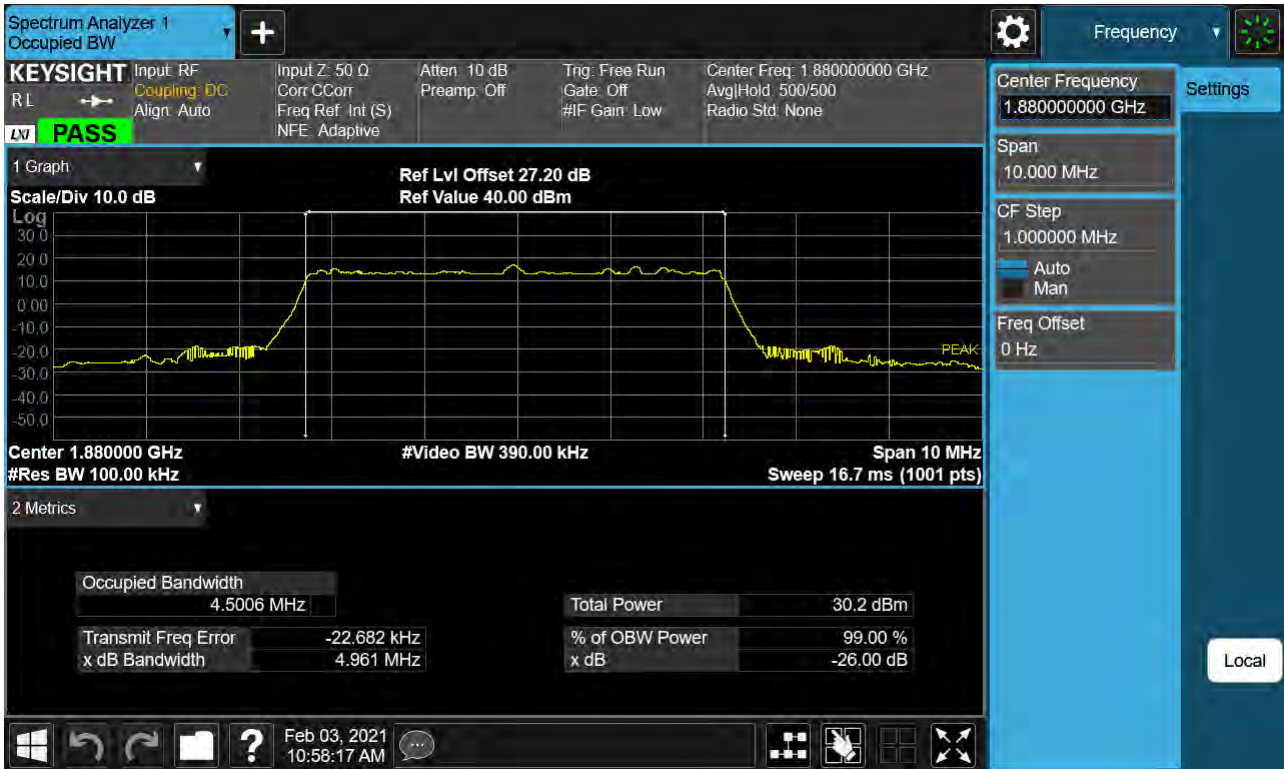 Spectrum Analyzer 1
Occupied BW
+
Frequency
KEYSIGHT
R L
LXI
PASS
Input: RF
Coupling: DC
Align: Auto
Input Z: 50 Ω
Corr CCorr
Freq Ref: Int (S)
NFE: Adaptive
Atten: 10 dB
Preamp: Off
Trig: Free Run
Gate: Off
#IF Gain: Low
Center Freq: 1.880000000 GHz
Avg|Hold: 500/500
Radio Std: None
Center Frequency
1.880000000 GHz
Settings
Span
10.000 MHz
CF Step
1.000000 MHz
Auto
Man
Freq Offset
0 Hz
Local
1 Graph
Scale/Div 10.0 dB
Ref Lvl Offset 27.20 dB
Ref Value 40.00 dBm
Log
30.0
20.0
10.0
0.00
-10.0
-20.0
-30.0
-40.0
-50.0
PEAK
Center 1.880000 GHz
#Video BW 390.00 kHz
Span 10 MHz
#Res BW 100.00 kHz
Sweep 16.7 ms (1001 pts)
2 Metrics
Occupied Bandwidth
4.5006 MHz
Total Power 30.2 dBm
Transmit Freq Error -22.682 kHz
% of OBW Power 99.00 %
x dB Bandwidth 4.961 MHz
x dB -26.00 dB
?
Feb 03, 2021
10:58:17 AM